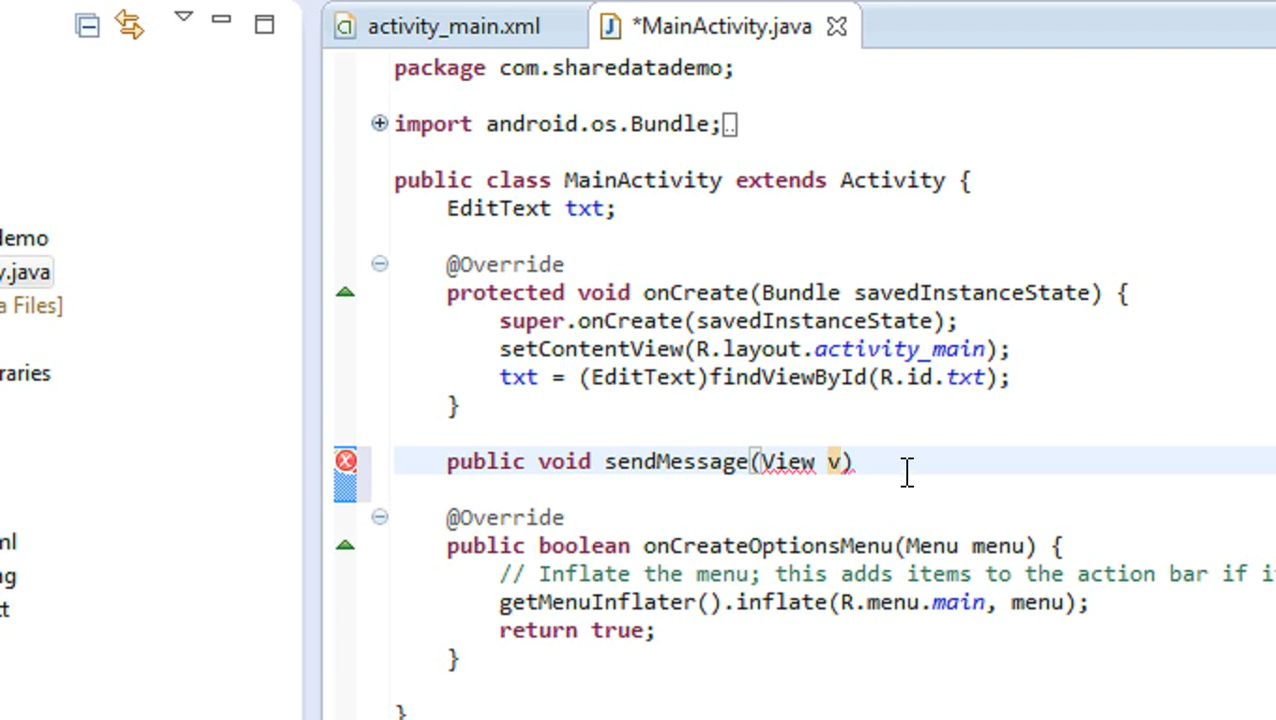 activity_main.xml
*MainActivity.java
demo
y.java
a Files]
raries
ml
g
t
package com.sharedatademo;
import android.os.Bundle;
public class MainActivity extends Activity {
EditText txt;
@Override
protected void onCreate(Bundle savedInstanceState) {
super.onCreate(savedInstanceState);
setContentView(R.layout.activity_main);
txt = (EditText)findViewById(R.id.txt);
}
public void sendMessage(View v)
@Override
public boolean onCreateOptionsMenu(Menu menu) {
// Inflate the menu; this adds items to the action bar if i
getMenuInflater().inflate(R.menu.main, menu);
return true;
}
}